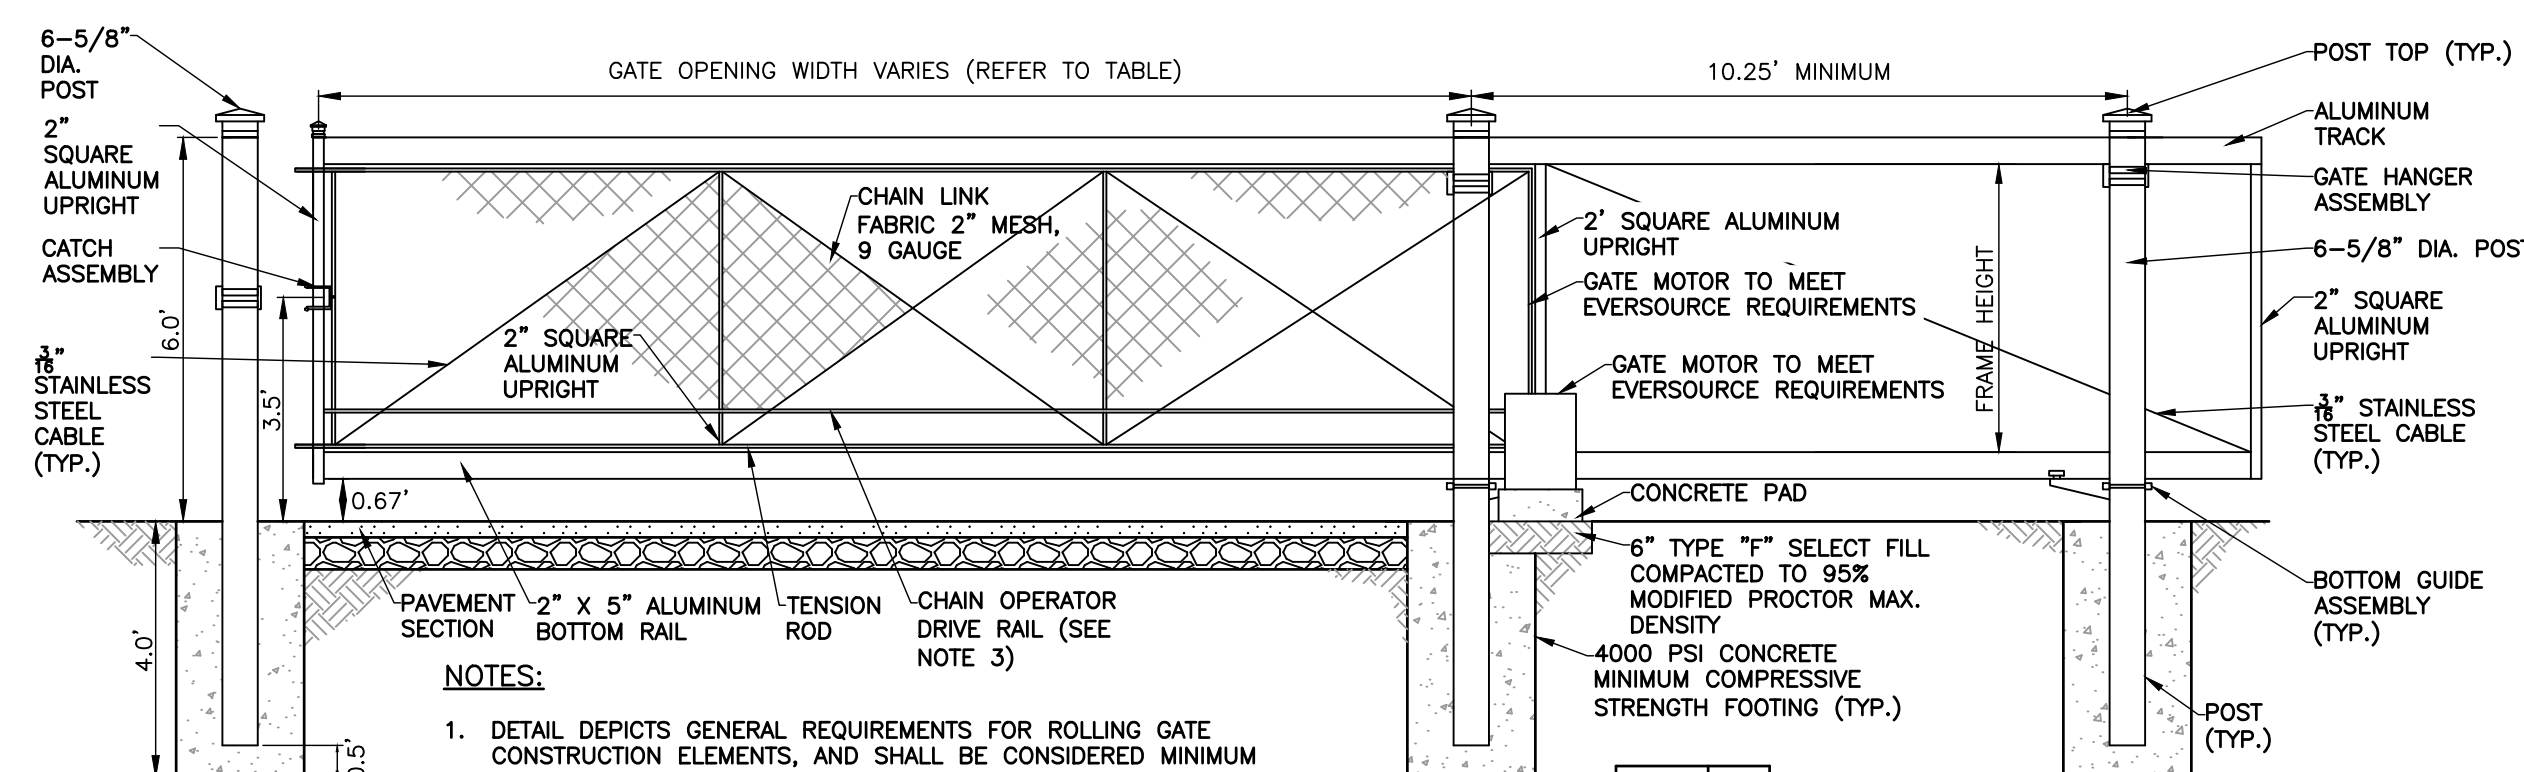 6-5/8"
DIA.
POST
GATE OPENING WIDTH VARIES (REFER TO TABLE)
10.25' MINIMUM
POST TOP (TYP.)
2"
SQUARE
ALUMINUM
UPRIGHT
ALUMINUM
TRACK
CHAIN LINK
FABRIC 2" MESH,
9 GAUGE
GATE HANGER
ASSEMBLY
2' SQUARE ALUMINUM
UPRIGHT
CATCH
ASSEMBLY
6-5/8" DIA. POST
GATE MOTOR TO MEET
EVERSOURCE REQUIREMENTS
FRAME HEIGHT
2" SQUARE
ALUMINUM
UPRIGHT
6.0'
3.5'
2" SQUARE
ALUMINUM
UPRIGHT
3/16"
STAINLESS
STEEL
CABLE
(TYP.)
GATE MOTOR TO MEET
EVERSOURCE REQUIREMENTS
3/16" STAINLESS
STEEL CABLE
(TYP.)
0.67'
CONCRETE PAD
6" TYPE "F" SELECT FILL
COMPACTED TO 95%
MODIFIED PROCTOR MAX.
DENSITY
BOTTOM GUIDE
ASSEMBLY
(TYP.)
PAVEMENT
SECTION
2" X 5" ALUMINUM
BOTTOM RAIL
TENSION
ROD
CHAIN OPERATOR
DRIVE RAIL (SEE
NOTE 3)
4.0'
4000 PSI CONCRETE
MINIMUM COMPRESSIVE
STRENGTH FOOTING (TYP.)
POST
(TYP.)
NOTES:
1. DETAIL DEPICTS GENERAL REQUIREMENTS FOR ROLLING GATE
CONSTRUCTION ELEMENTS, AND SHALL BE CONSIDERED MINIMUM
0.5'